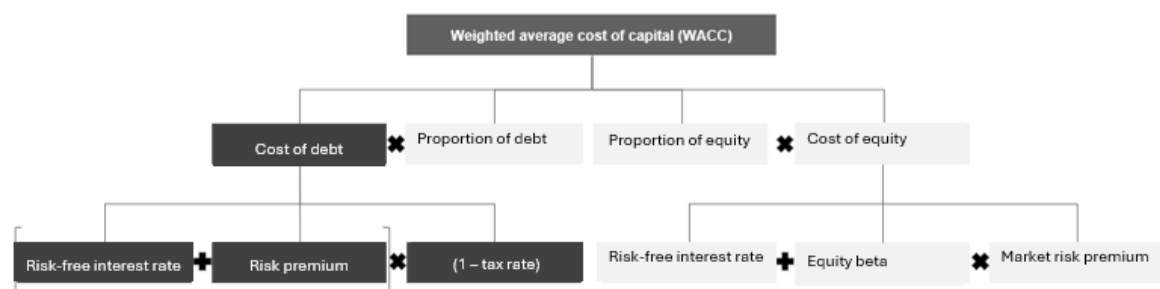 Weighted average cost of capital (WACC)
Cost of debt ✖ Proportion of debt Proportion of equity ✖ Cost of equity
[Risk-free interest rate ✚ Risk premium] ✖ (1 – tax rate) Risk-free interest rate ✚ Equity beta ✖ Market risk premium